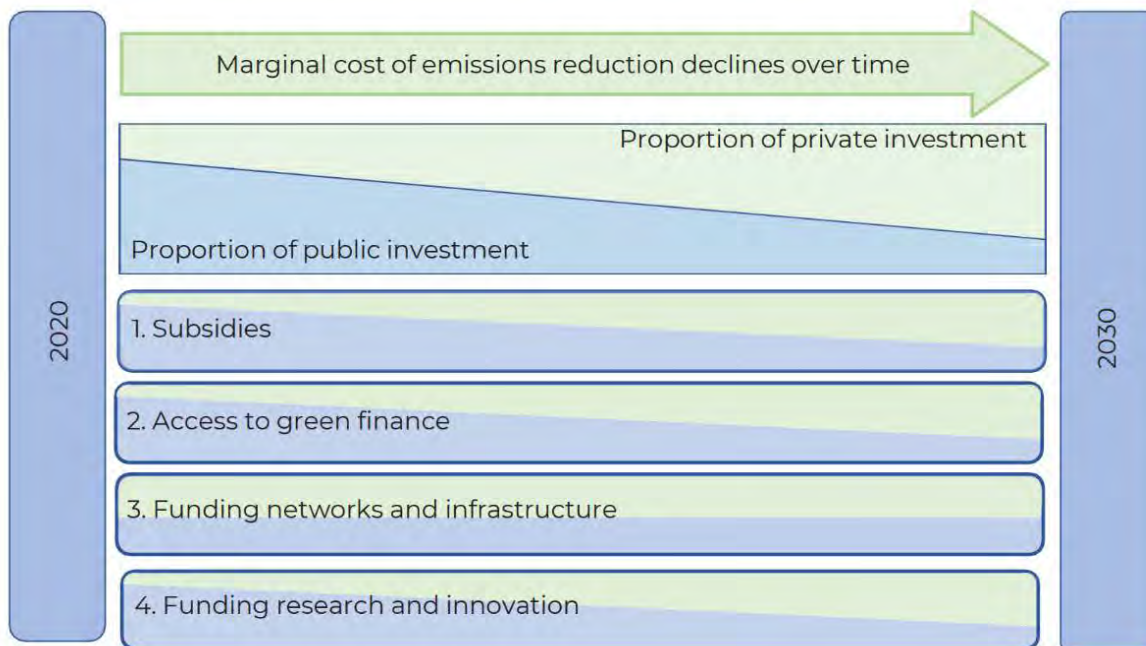 Marginal cost of emissions reduction declines over time
Proportion of private investment
Proportion of public investment
2020
1. Subsidies
2. Access to green finance
3. Funding networks and infrastructure
4. Funding research and innovation
2030